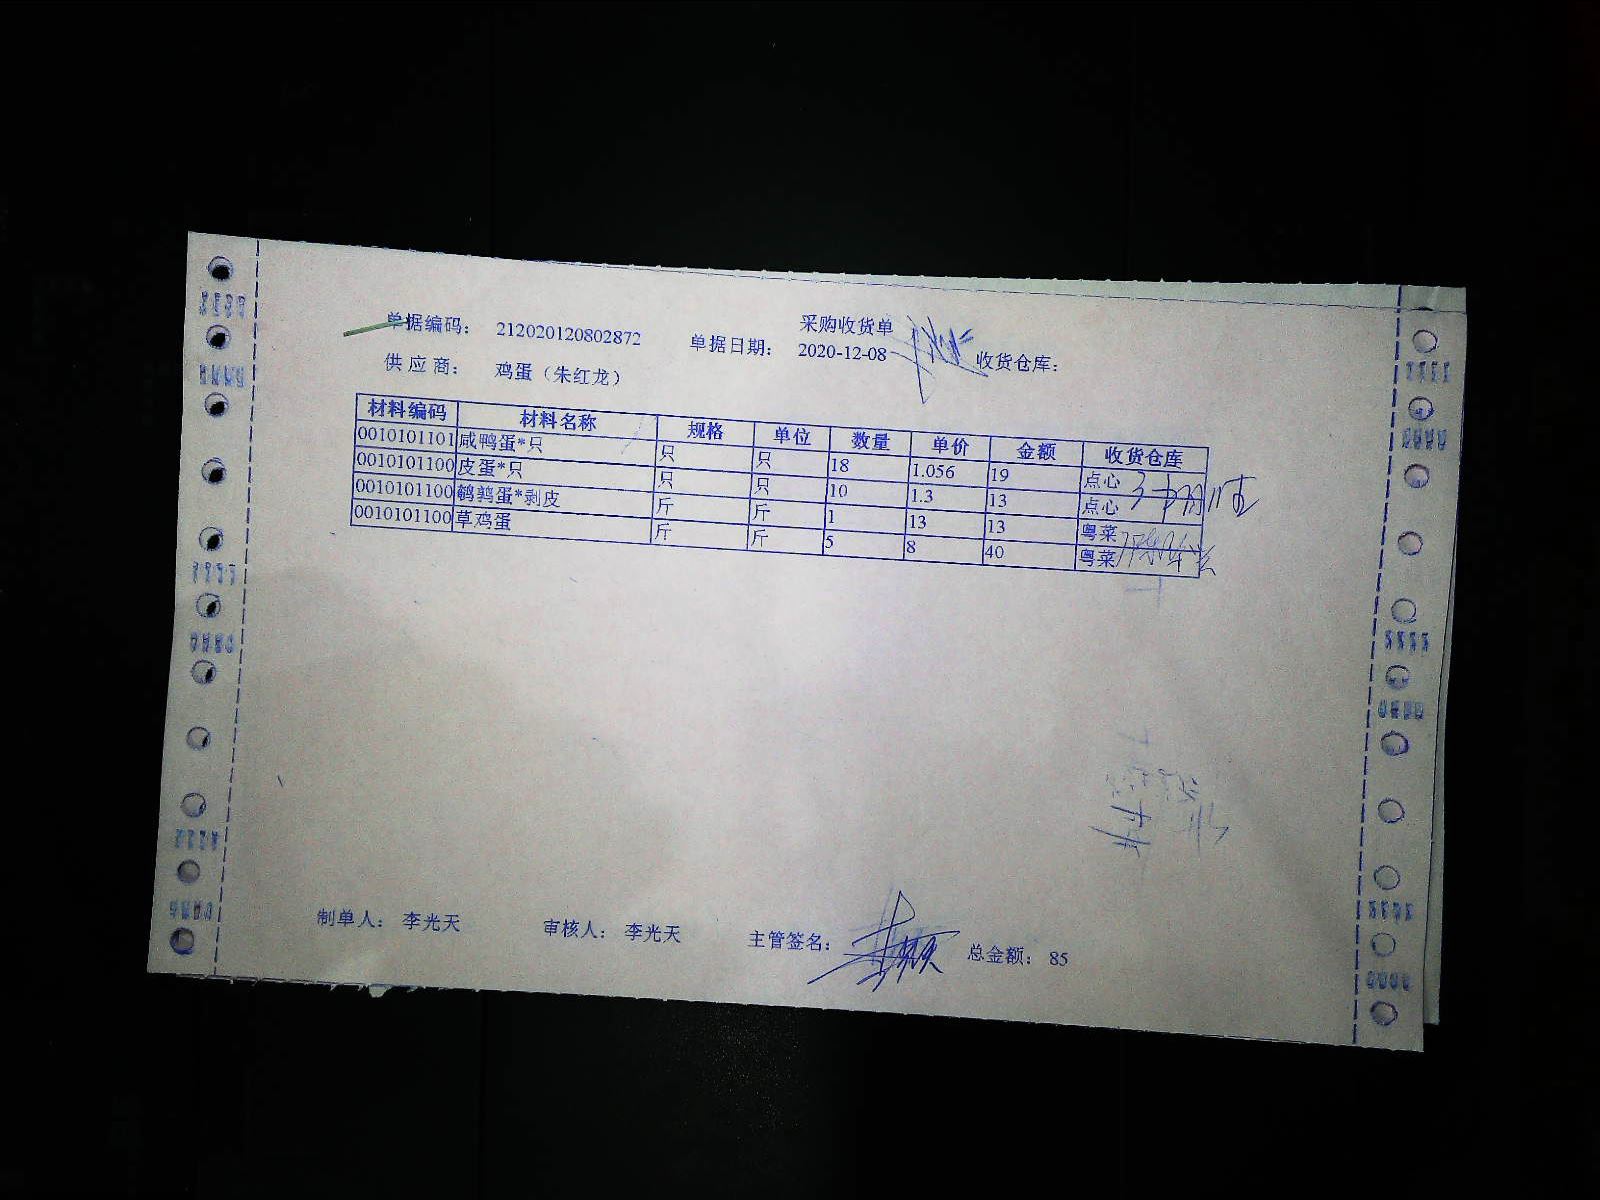 采购收货单
单据编码： 212020120802872 单据日期： 2020-12-08 收货仓库：
供应商： 鸡蛋（朱红龙）
材料编码 材料名称 规格 单位 数量 单价 金额 收货仓库
0010101101 咸鸭蛋*只 只 只 18 1.056 19 点心
0010101100 皮蛋*只 只 只 10 1.3 13 点心
0010101100 鹌鹑蛋*剥皮 斤 斤 1 13 13 粤菜
0010101100 草鸡蛋 斤 斤 5 8 40 粤菜
制单人： 李光天 审核人： 李光天 主管签名： 总金额： 85